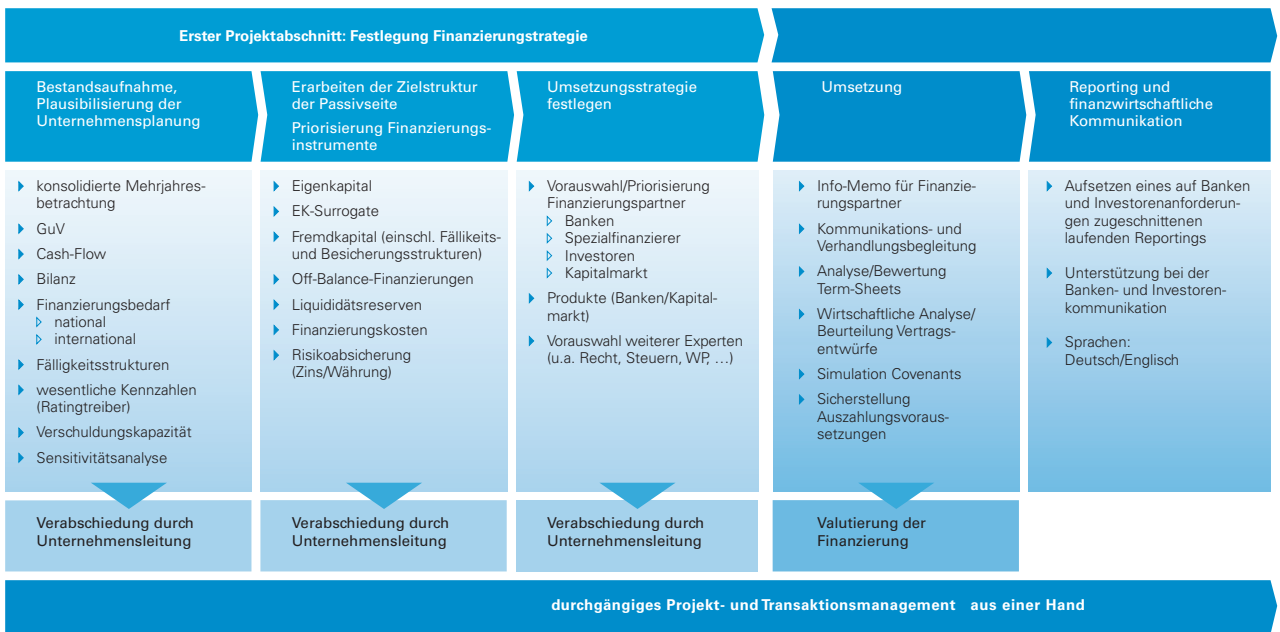 Erster Projektabschnitt: Festlegung Finanzierungstrategie
Bestandsaufnahme,
Plausibilisierung der
Unternehmensplanung
Erarbeiten der Zielstruktur
der Passivseite
Priorisierung Finanzierungs-
instrumente
Umsetzungsstrategie
festlegen
Umsetzung
Reporting und
finanzwirtschaftliche
Kommunikation
konsolidierte Mehrjahres-
betrachtung
GuV
Cash-Flow
Bilanz
Finanzierungsbedarf
national
international
Fälligkeitsstrukturen
wesentliche Kennzahlen
(Ratingtreiber)
Verschuldungskapazität
Sensitivitätsanalyse
Eigenkapital
EK-Surrogate
Fremdkapital (einschl. Fällikeits-
und Besicherungsstrukturen)
Off-Balance-Finanzierungen
Liquididätsreserven
Finanzierungskosten
Risikoabsicherung
(Zins/Währung)
Vorauswahl/Priorisierung
Finanzierungspartner
Banken
Spezialfinanzierer
Investoren
Kapitalmarkt
Produkte (Banken/Kapital-
markt)
Vorauswahl weiterer Experten
(u.a. Recht, Steuern, WP, …)
Info-Memo für Finanzie-
rungspartner
Kommunikations- und
Verhandlungsbegleitung
Analyse/Bewertung
Term-Sheets
Wirtschaftliche Analyse/
Beurteilung Vertrags-
entwürfe
Simulation Covenants
Sicherstellung
Auszahlungsvoraus-
setzungen
Aufsetzen eines auf Banken
und Investorenanforderun-
gen zugeschnittenen
laufenden Reportings
Unterstützung bei der
Banken- und Investoren-
kommunikation
Sprachen:
Deutsch/Englisch
Verabschiedung durch
Unternehmensleitung
Verabschiedung durch
Unternehmensleitung
Verabschiedung durch
Unternehmensleitung
Valutierung der
Finanzierung
durchgängiges Projekt- und Transaktionsmanagement aus einer Hand